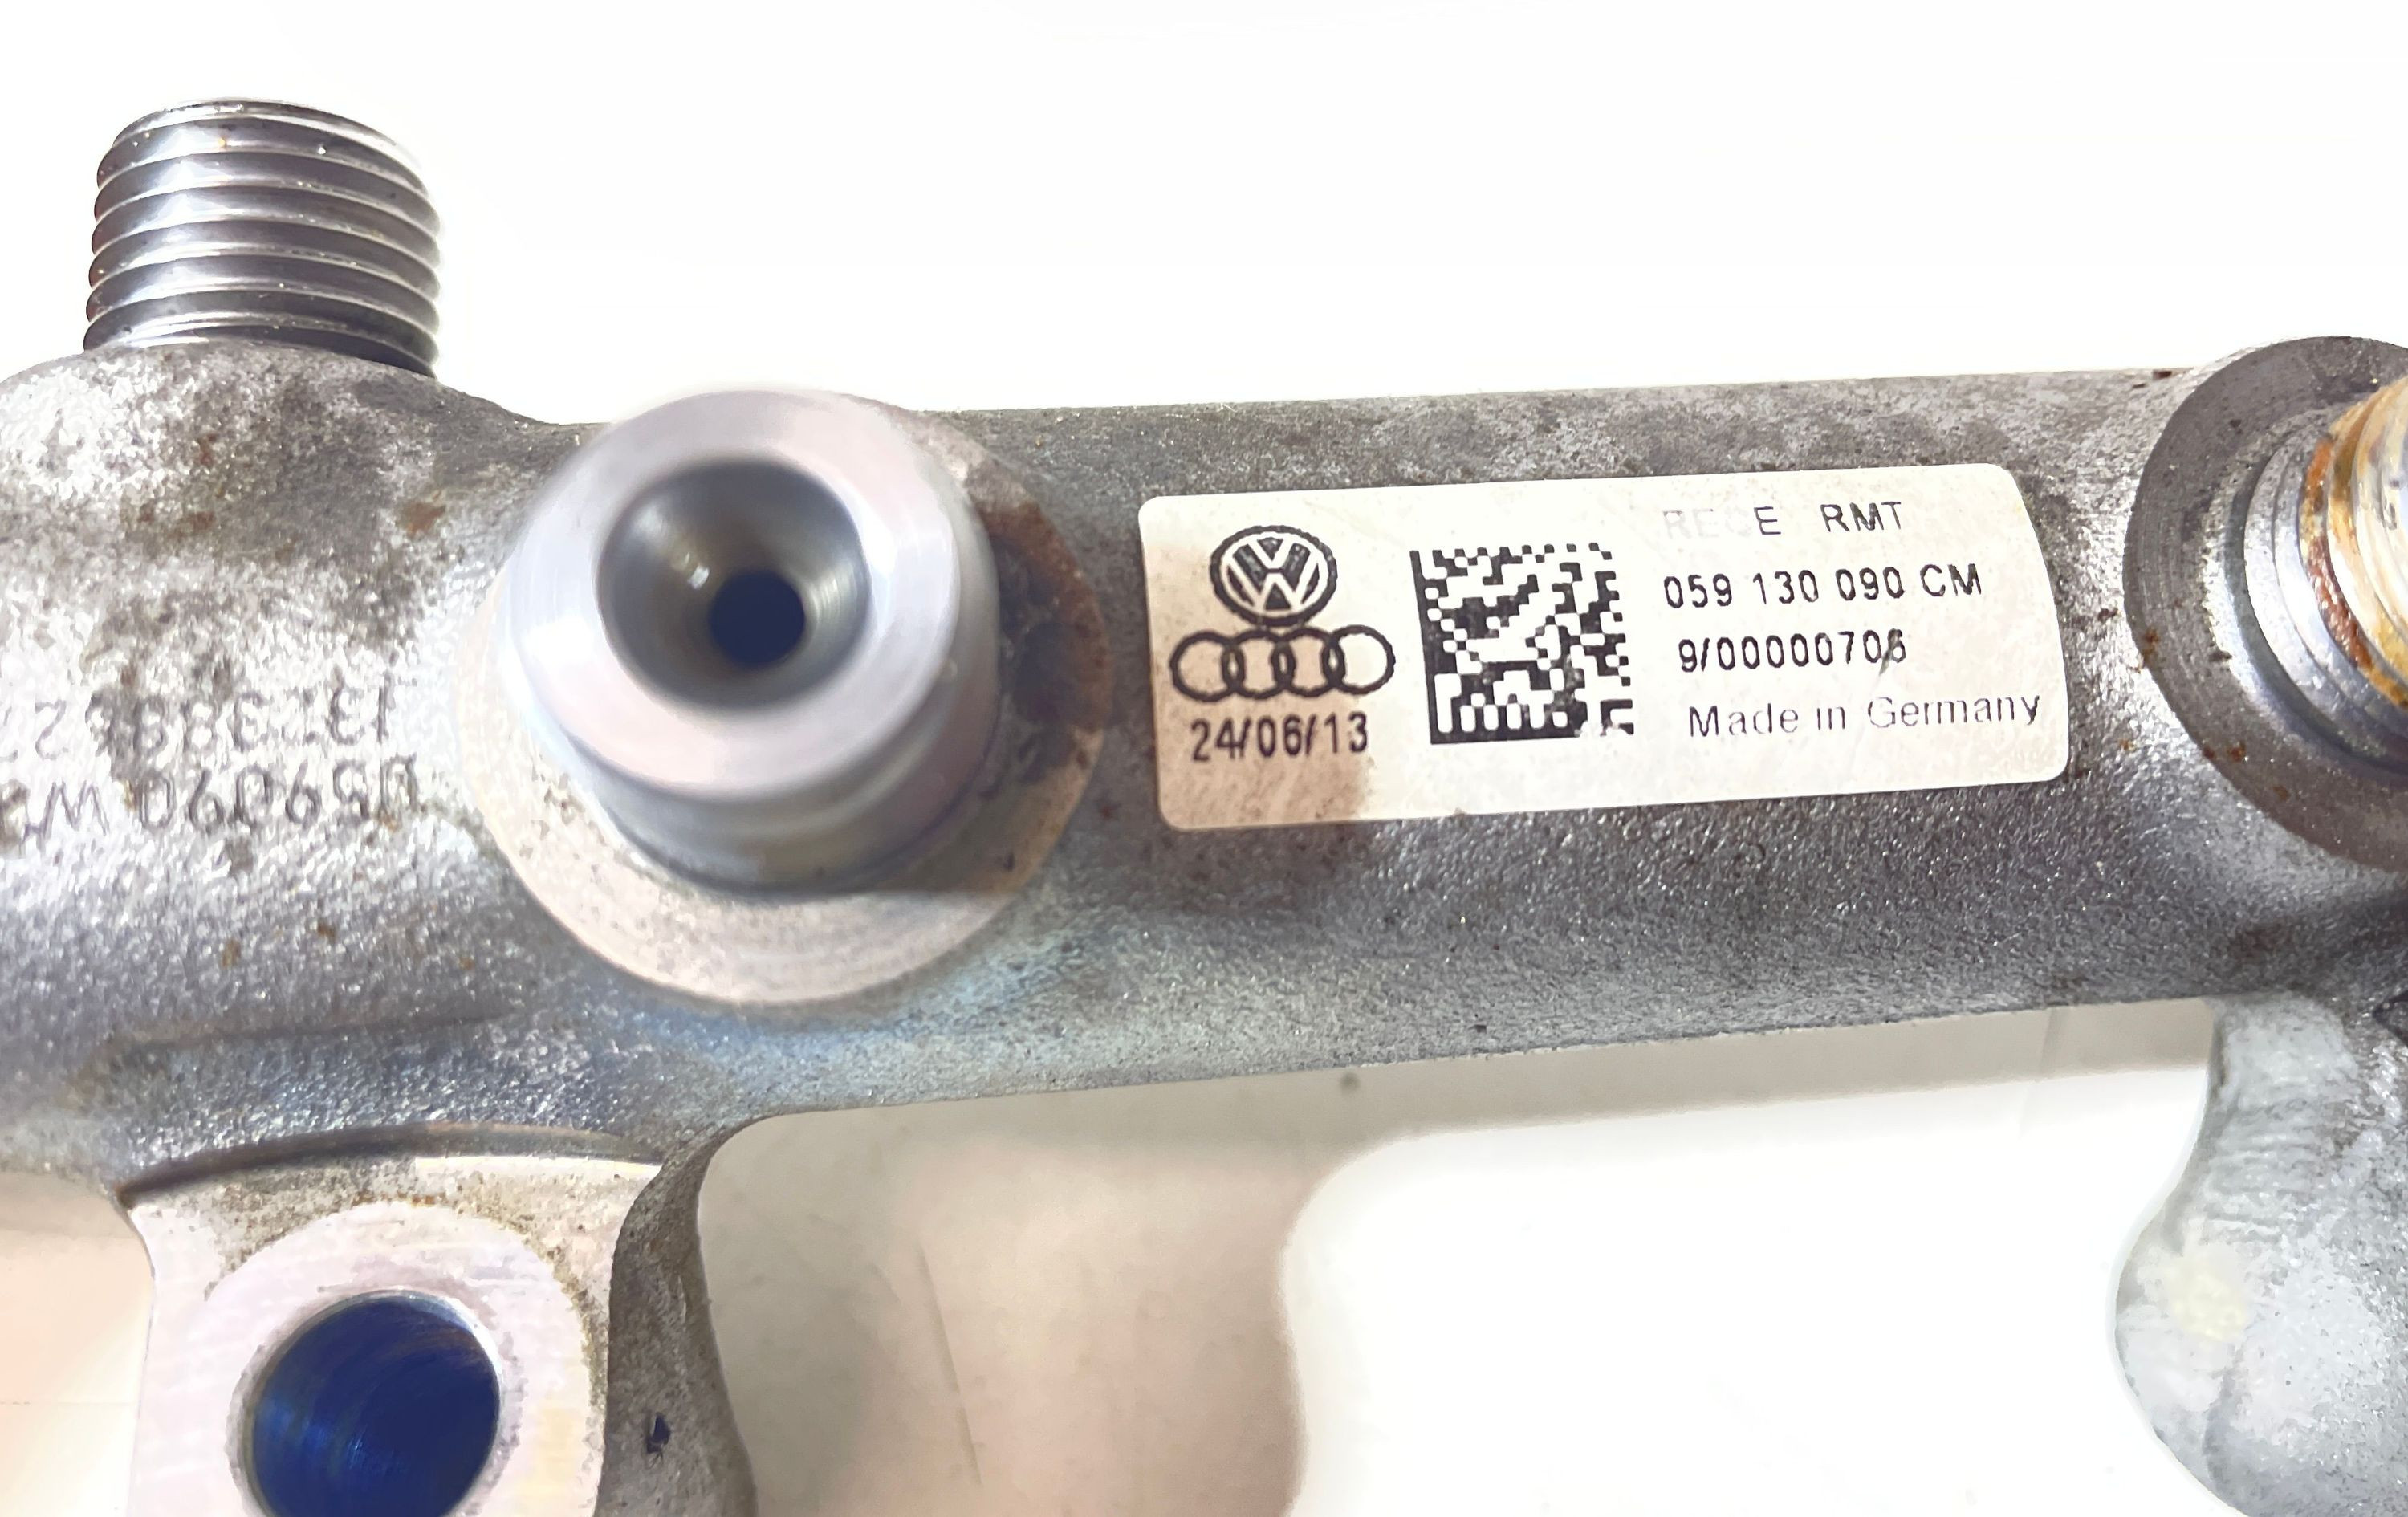 E RMT
059 130 090 CM
9/00000706
Made in Germany
24/06/13